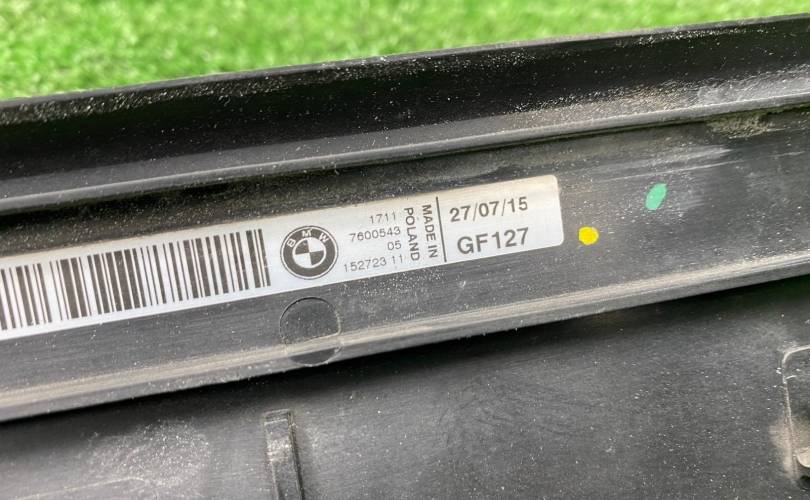 BMW
1711
7600543
05
152723 11
MADE IN
POLAND
27/07/15
GF127